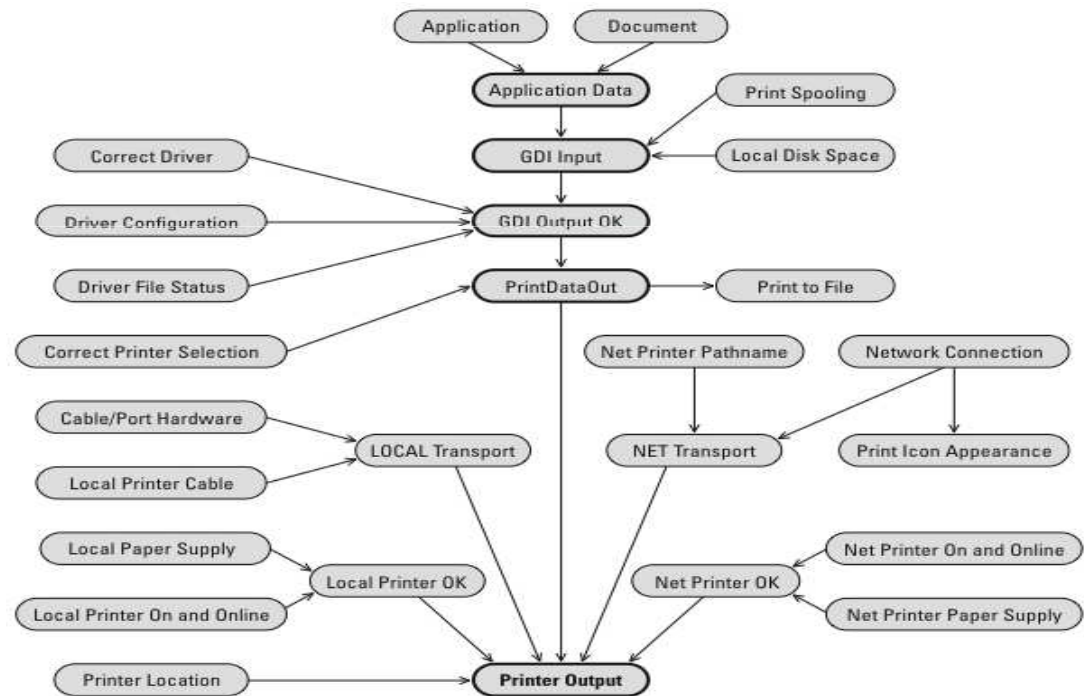 Application
Document
Application Data
Print Spooling
Correct Driver
GDI Input
Local Disk Space
Driver Configuration
GDI Output OK
Driver File Status
PrintDataOut
Print to File
Correct Printer Selection
Net Printer Pathname
Network Connection
Cable/Port Hardware
LOCAL Transport
NET Transport
Print Icon Appearance
Local Printer Cable
Local Paper Supply
Net Printer On and Online
Local Printer OK
Net Printer OK
Local Printer On and Online
Net Printer Paper Supply
Printer Location
Printer Output